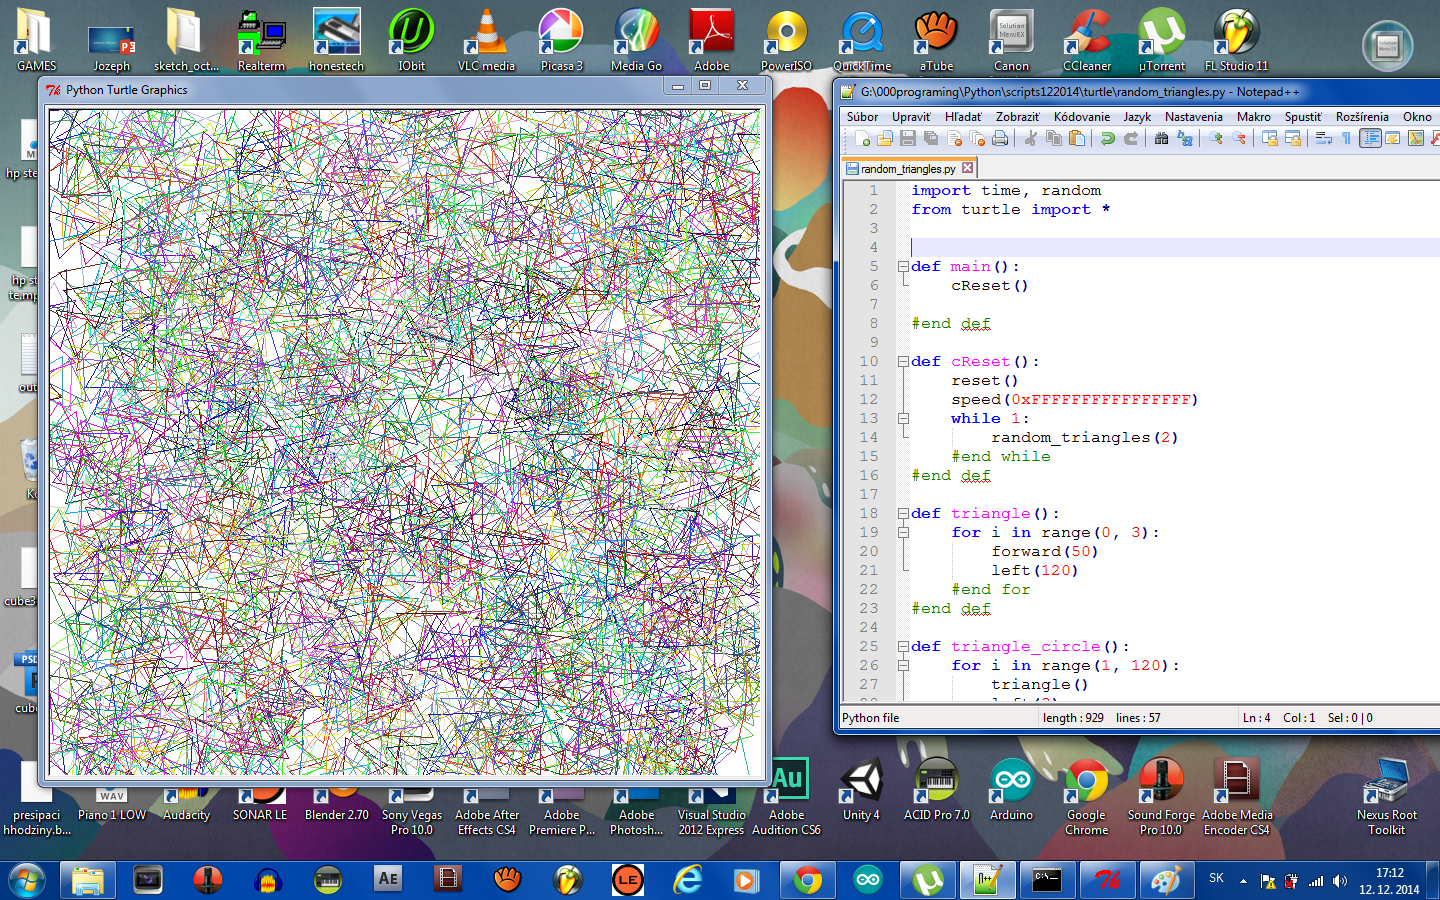 GAMES
Jozeph
sketch_oct...
Realterm
honestech
IObit
VLC media
Picasa 3
Media Go
Adobe
PowerISO
QuickTime
aTube
Canon
CCleaner
µTorrent
FL Studio 11
Solution
MenuEX
Python Turtle Graphics
G:\000programing\Python\scripts122014\turtle\random_triangles.py - Notepad++
Súbor Upraviť Hľadať Zobraziť Kódovanie Jazyk Nastavenia Makro Spustiť Rozšírenia Okno
random_triangles.py
1 import time, random
2 from turtle import *
3
4
5 def main():
6 cReset()
7
8 #end def
9
10 def cReset():
11 reset()
12 speed(0xFFFFFFFFFFFFFFFF)
13 while 1:
14 random_triangles(2)
15 #end while
16 #end def
17
18 def triangle():
19 for i in range(0, 3):
20 forward(50)
21 left(120)
22 #end for
23 #end def
24
25 def triangle_circle():
26 for i in range(1, 120):
27 triangle()
Python file length : 929 lines : 57 Ln : 4 Col : 1 Sel : 0 | 0
hp ste
hp st
temp
out
cube3
PSD
cub
WAV
Au
presipaci
hhodiny.b...
Piano 1 LOW
Audacity
SONAR LE
Blender 2.70
Sony Vegas
Pro 10.0
Adobe After
Effects CS4
Adobe
Premiere P...
Adobe
Photosh...
Visual Studio
2012 Express
Adobe
Audition CS6
Unity 4
ACID Pro 7.0
Arduino
Google
Chrome
Sound Forge
Pro 10.0
Adobe Media
Encoder CS4
Nexus Root
Toolkit
AE
LE
C:\
SK
17:12
12. 12. 2014